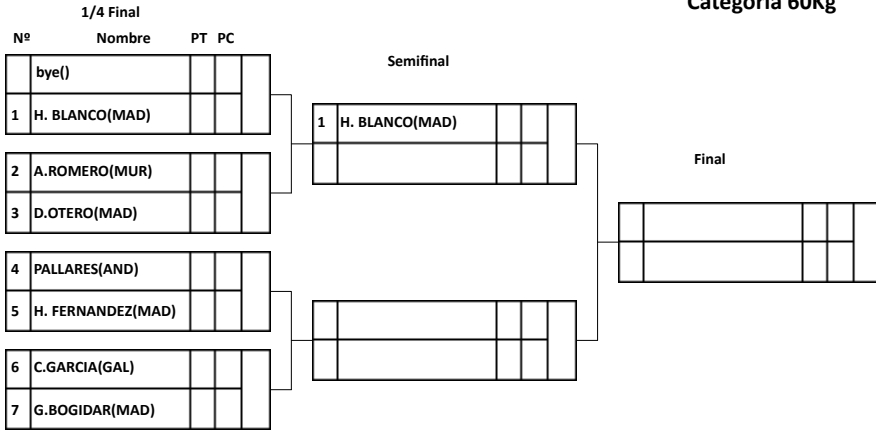 Categoría 60Kg
1/4 Final
Nº Nombre PT PC
bye()
1 H. BLANCO(MAD)
2 A.ROMERO(MUR)
3 D.OTERO(MAD)
4 PALLARES(AND)
5 H. FERNANDEZ(MAD)
6 C.GARCIA(GAL)
7 G.BOGIDAR(MAD)
Semifinal
1 H. BLANCO(MAD)
Final